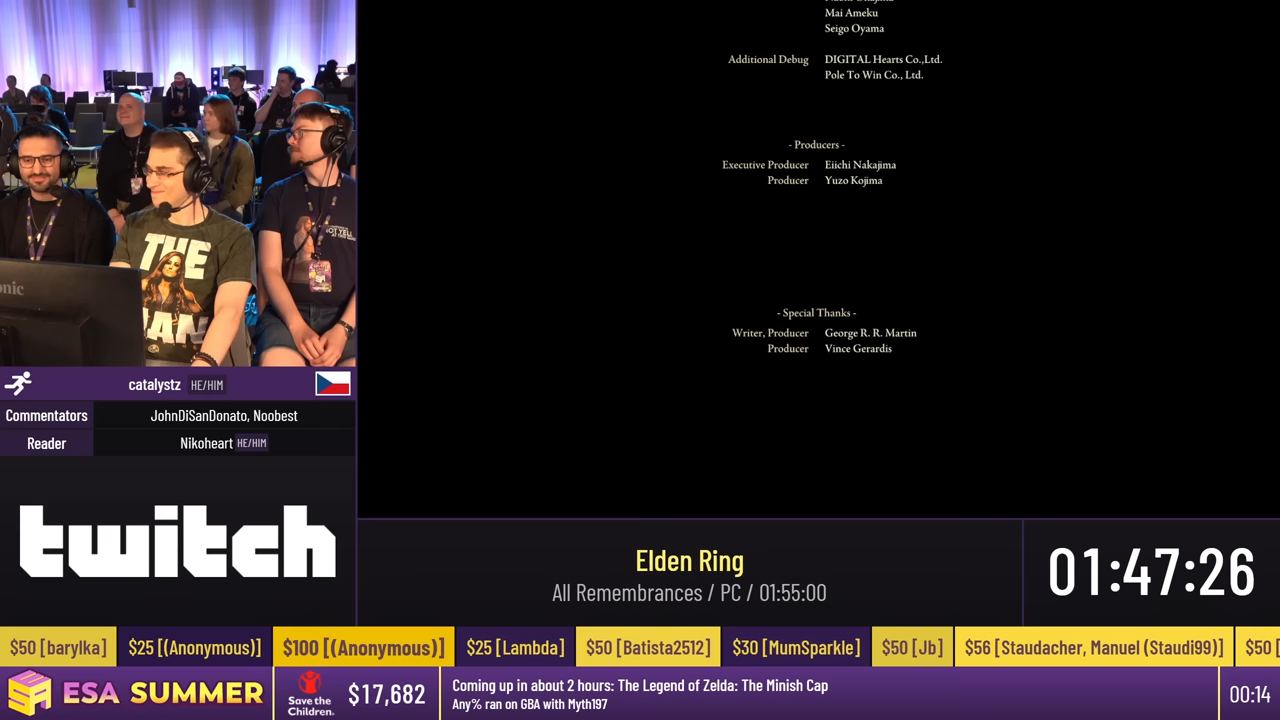 Mai Ameku
Seigo Oyama
Additional Debug DIGITAL Hearts Co.,Ltd.
Pole To Win Co., Ltd.
- Producers -
Executive Producer Eiichi Nakajima
Producer Yuzo Kojima
- Special Thanks -
Writer, Producer George R. R. Martin
Producer Vince Gerardis
THE
OT YELL
nic
catalystz HE/HIM
Commentators JohnDiSanDonato, Noobest
Reader Nikoheart HE/HIM
twitch
Elden Ring
All Remembrances / PC / 01:55:00
01:47:26
$50 [barylka] $25 [(Anonymous)] $100 [(Anonymous)] $25 [Lambda] $50 [Batista2512] $30 [MumSparkle] $50 [Jb] $56 [Staudacher, Manuel (Staudi99)] $50 [
ESA SUMMER
Save the
Children.
$17,682
Coming up in about 2 hours: The Legend of Zelda: The Minish Cap
Any% ran on GBA with Myth197
00:14